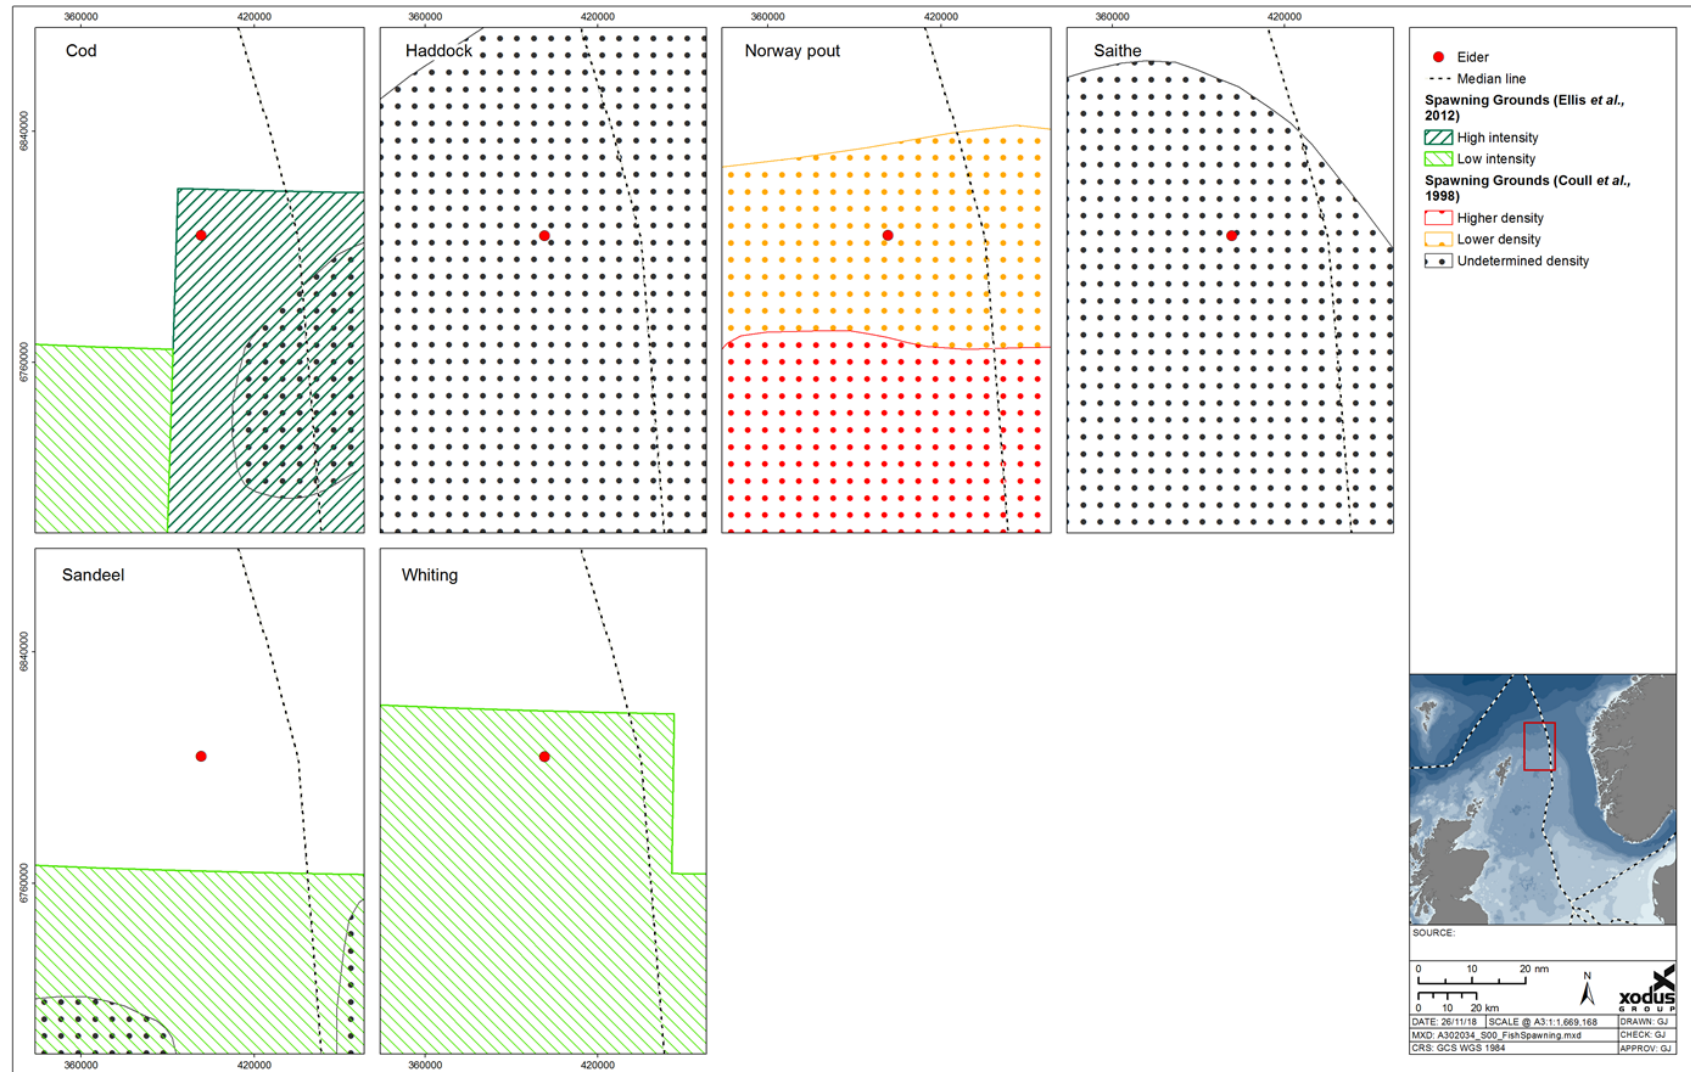 360000 420000 360000 420000 360000 420000 360000 420000
Cod Haddock Norway pout Saithe
6840000
6760000
Sandeel Whiting
6840000
6760000
360000 420000 360000 420000
Eider
Median line
Spawning Grounds (Ellis et al.,
2012)
High intensity
Low intensity
Spawning Grounds (Coull et al.,
1998)
Higher density
Lower density
Undetermined density
SOURCE:
0 10 20 nm
0 10 20 km
N
xodus
GROUP
DATE: 26/11/18 SCALE @ A3:1:1,669,168 DRAWN: GJ
MXD: A302034_S00_FishSpawning.mxd CHECK: GJ
CRS: GCS WGS 1984 APPROV: GJ